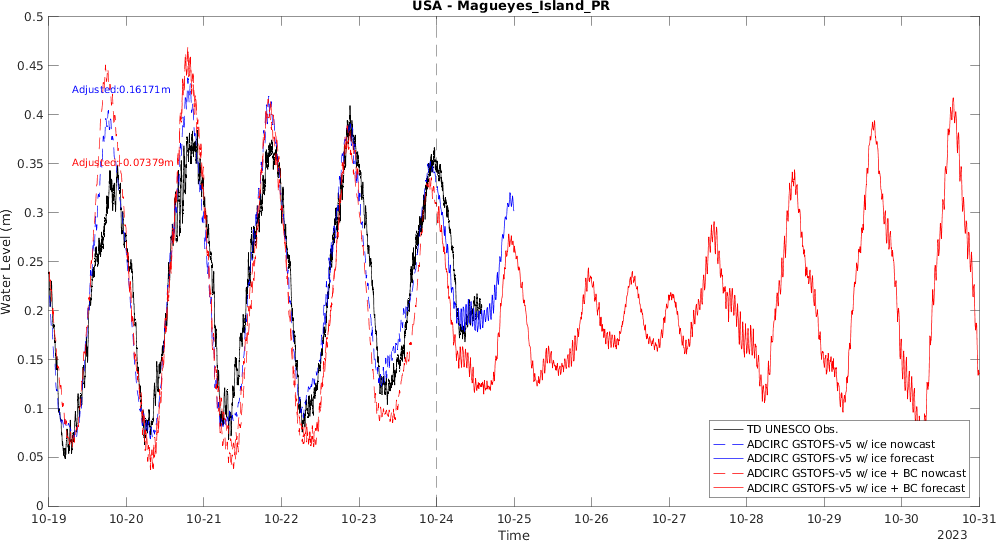 USA - Magueyes_Island_PR
0.5
0.45
0.4
0.35
0.3
0.25
0.2
0.15
0.1
0.05
0
Water Level (m)
Adjusted:0.16171m
Adjusted:-0.07379m
TD UNESCO Obs.
ADCIRC GSTOFS-v5 w/ ice nowcast
ADCIRC GSTOFS-v5 w/ ice forecast
ADCIRC GSTOFS-v5 w/ ice + BC nowcast
ADCIRC GSTOFS-v5 w/ ice + BC forecast
10-19 10-20 10-21 10-22 10-23 10-24 10-25 10-26 10-27 10-28 10-29 10-30 10-31
Time
2023